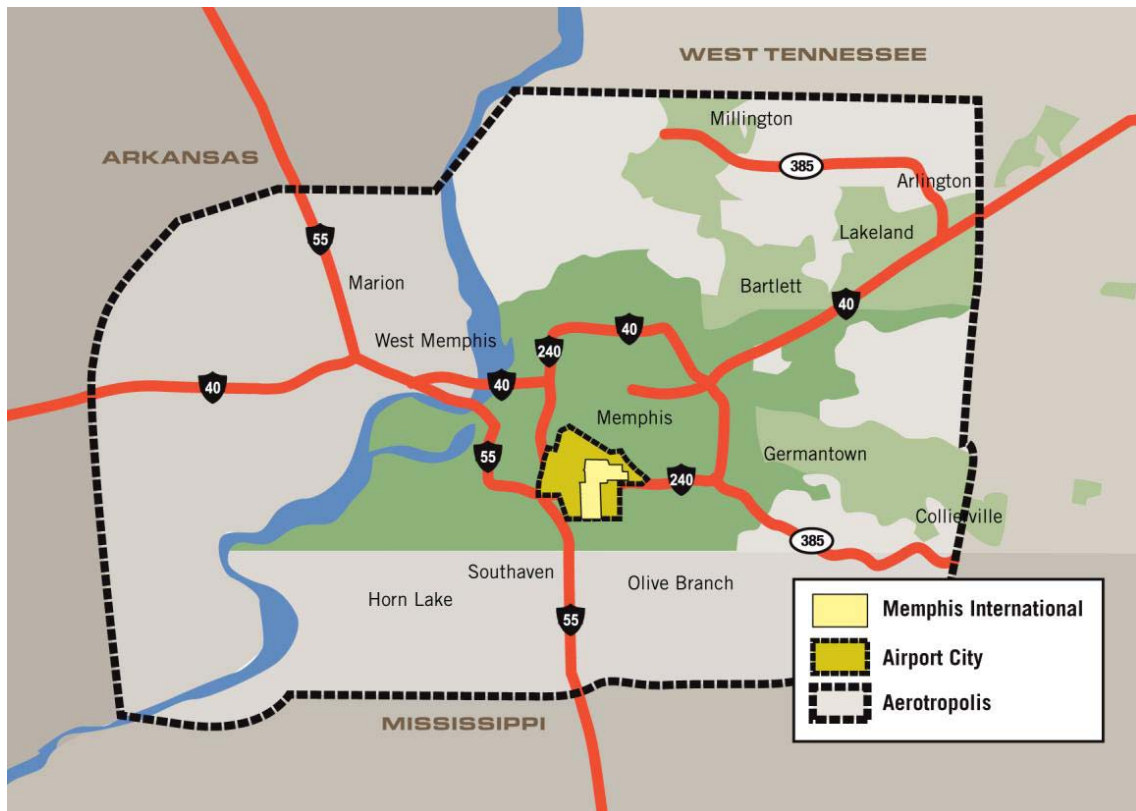 WEST TENNESSEE
Millington
ARKANSAS
385
Arlington
55
Lakeland
Marion
Bartlett
40
40
West Memphis
240
40
40
Memphis
55
Germantown
240
Collierville
385
Southaven
Olive Branch
Horn Lake
55
Memphis International
Airport City
Aerotropolis
MISSISSIPPI